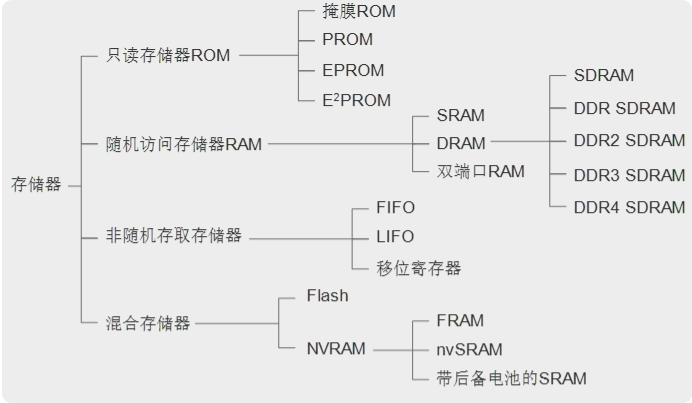 存储器
只读存储器ROM
掩膜ROM
PROM
EPROM
E²PROM
随机访问存储器RAM
SRAM
DRAM
双端口RAM
SDRAM
DDR SDRAM
DDR2 SDRAM
DDR3 SDRAM
DDR4 SDRAM
非随机存取存储器
FIFO
LIFO
移位寄存器
混合存储器
Flash
NVRAM
FRAM
nvSRAM
带后备电池的SRAM